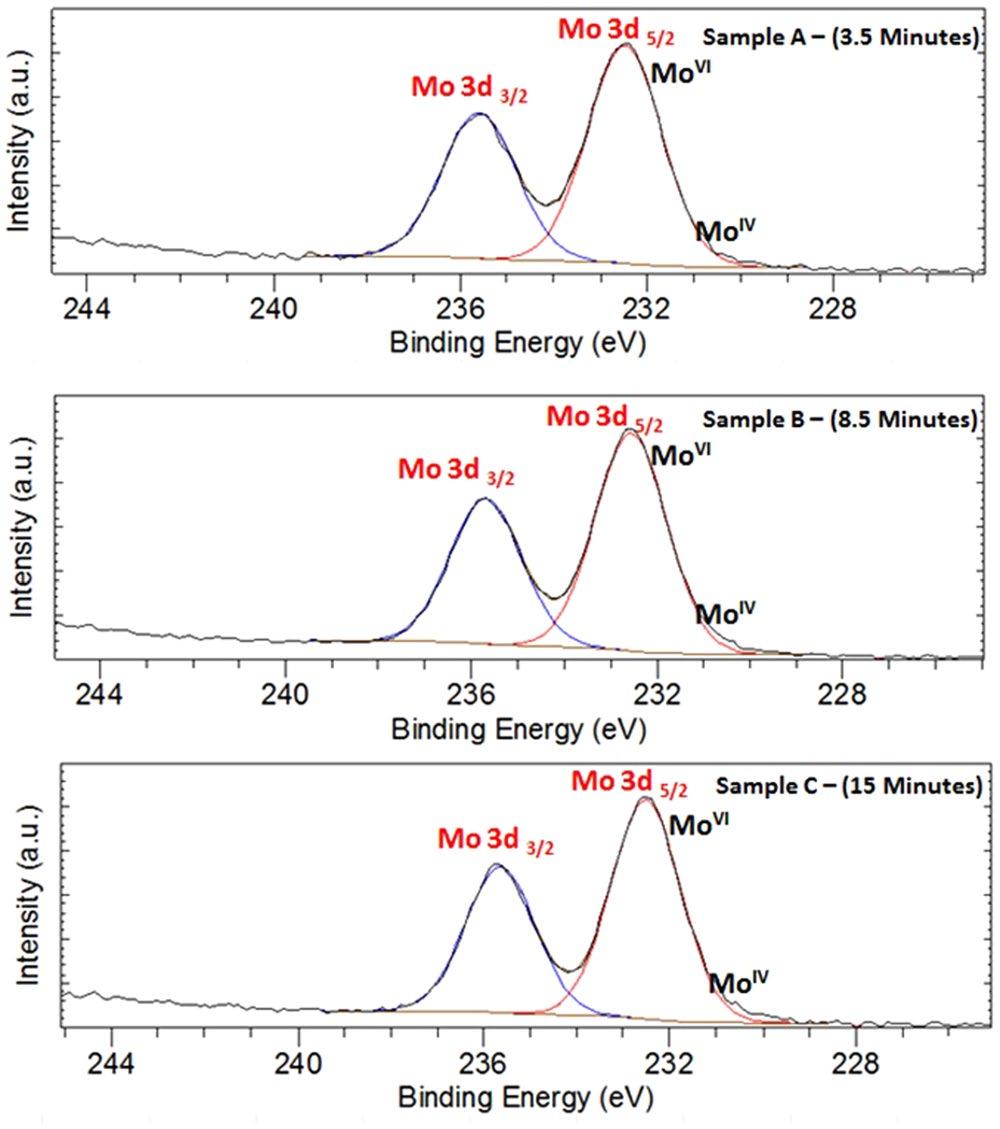 Mo 3d 5/2 Sample A – (3.5 Minutes)
Mo 3d 3/2
MoVI
MoIV
Intensity (a.u.)
244 240 236 232 228
Binding Energy (eV)
Mo 3d 5/2 Sample B – (8.5 Minutes)
Mo 3d 3/2
MoVI
MoIV
Intensity (a.u.)
244 240 236 232 228
Binding Energy (eV)
Mo 3d 5/2 Sample C – (15 Minutes)
Mo 3d 3/2
MoVI
MoIV
Intensity (a.u.)
244 240 236 232 228
Binding Energy (eV)